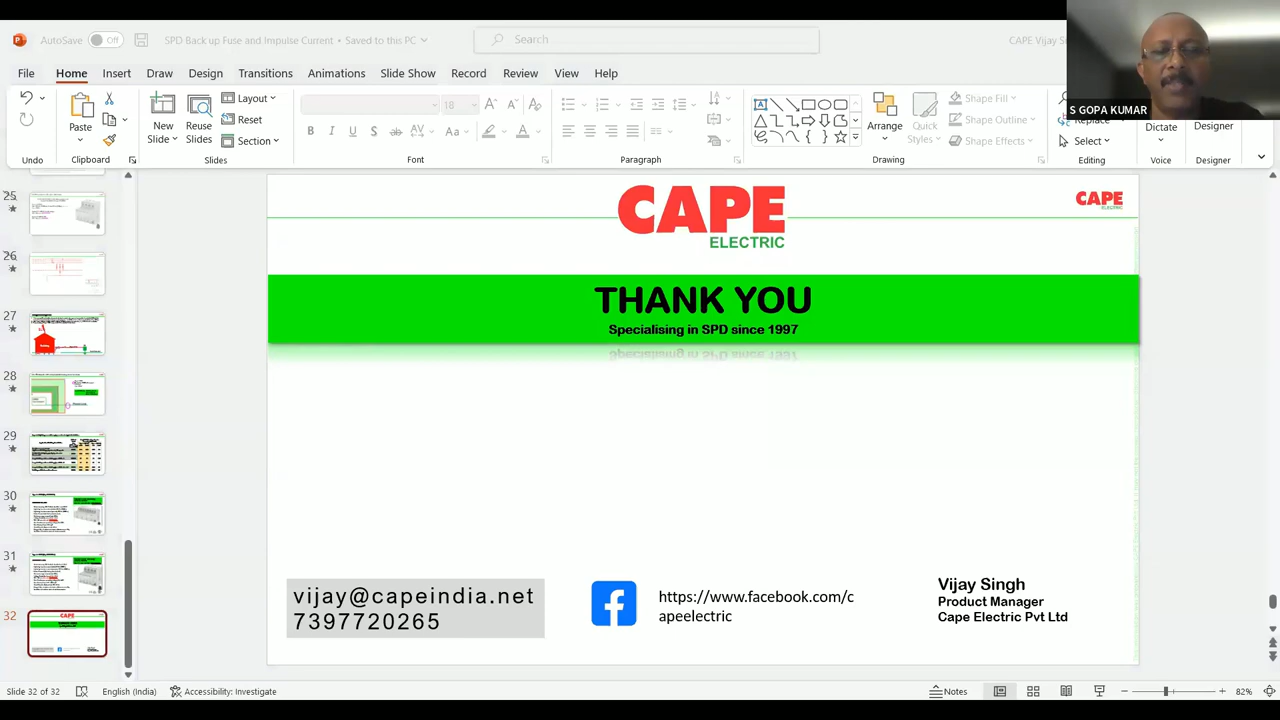 AutoSave
Off
SPD Back up Fuse and Impulse Current • Saved to this PC
Search
CAPE Vijay
S GOPA KUMAR
File Home Insert Draw Design Transitions Animations Slide Show Record Review View Help
Paste
New
Slide
Reuse
Slides
Layout
Reset
Section
18
B I U S ab AV Aa A
Arrange
Quick
Styles
Shape Fill
Shape Outline
Shape Effects
Replace
Select
Dictate
Designer
Undo Clipboard Slides Font Paragraph Drawing Editing Voice Designer
25
26
27
28
29
30
31
32
CAPE
ELECTRIC
CAPE
ELECTRIC
THANK YOU
Specialising in SPD since 1997
vijay@capeindia.net
7397720265
https://www.facebook.com/c
apeelectric
Vijay Singh
Product Manager
Cape Electric Pvt Ltd
Slide 32 of 32 English (India) Accessibility: Investigate Notes 82%